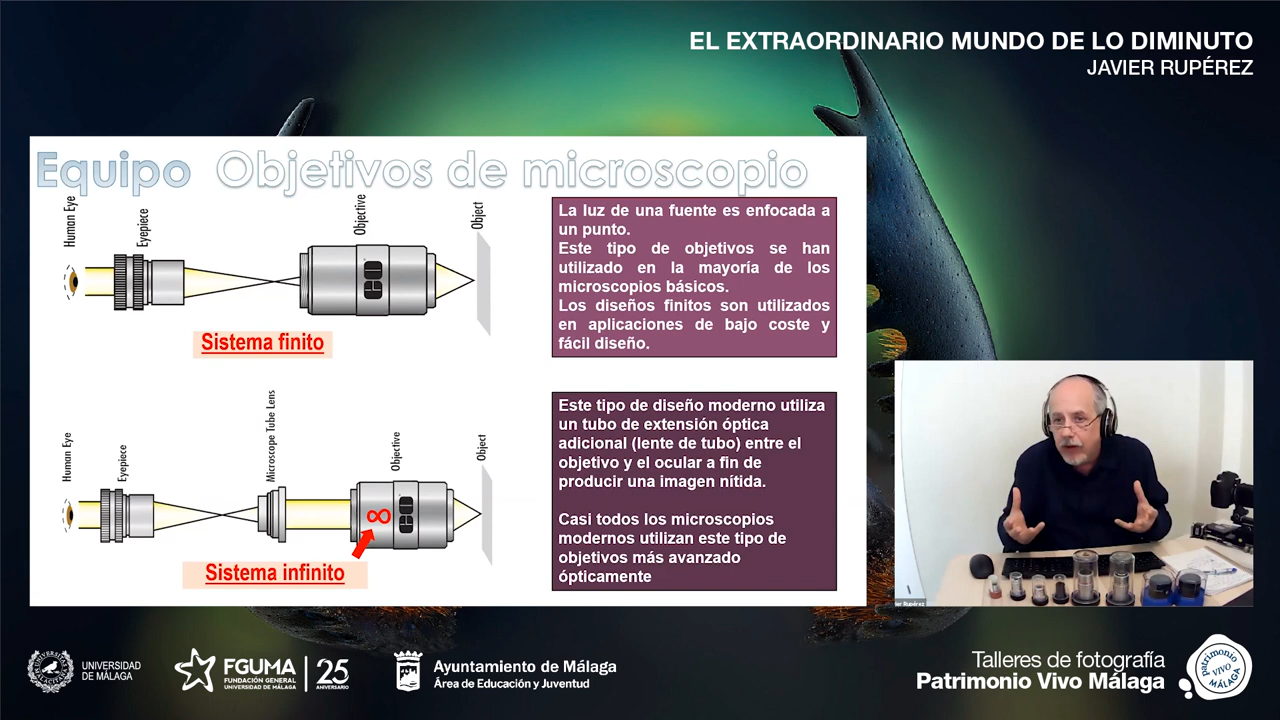 EL EXTRAORDINARIO MUNDO DE LO DIMINUTO
JAVIER RUPÉREZ
Equipo Objetivos de microscopio
Human Eye
Eyepiece
Objective
Object
Sistema finito
La luz de una fuente es enfocada a
un punto.
Este tipo de objetivos se han
utilizado en la mayoría de los
microscopios básicos.
Los diseños finitos son utilizados
en aplicaciones de bajo coste y
fácil diseño.
Human Eye
Eyepiece
Microscope Tube Lens
Objective
Object
∞
Sistema infinito
Este tipo de diseño moderno utiliza
un tubo de extensión óptica
adicional (lente de tubo) entre el
objetivo y el ocular a fin de
producir una imagen nítida.
Casi todos los microscopios
modernos utilizan este tipo de
objetivos más avanzado
ópticamente
UNIVERSIDAD
DE MÁLAGA
FGUMA
FUNDACIÓN GENERAL
UNIVERSIDAD DE MÁLAGA
25
ANIVERSARIO
Ayuntamiento de Málaga
Área de Educación y Juventud
Talleres de fotografía
Patrimonio Vivo Málaga
patrimonio
VIVO
MÁLAGA